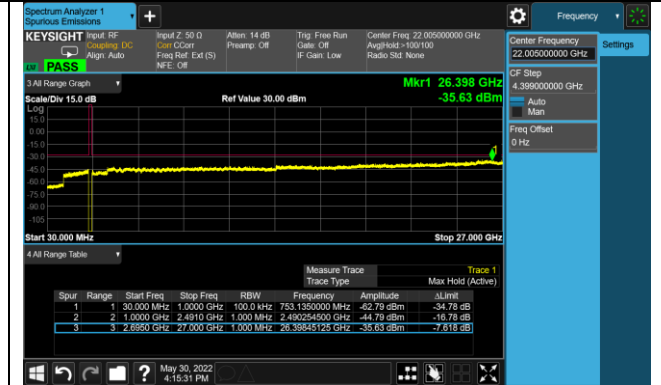 Spectrum Analyzer 1
Spurious Emissions
Frequency
KEYSIGHT Input: RF Input Z: 50 Ω Atten: 14 dB Trig: Free Run Center Freq: 22.005000000 GHz
Coupling: DC Corr CCorr Preamp: Off Gate: Off Avg|Hold:>100/100
Align: Auto Freq Ref: Ext (S) IF Gain: Low Radio Std: None
NFE: Off
PASS
Center Frequency
22.005000000 GHz
Settings
CF Step
4.399000000 GHz
Auto
Man
Freq Offset
0 Hz
3 All Range Graph
Mkr1 26.398 GHz
Scale/Div 15.0 dB Ref Value 30.00 dBm -35.63 dBm
Log
15.0
0.00
-15.0
-30.0
-45.0
-60.0
-75.0
-90.0
-105
Start 30.000 MHz Stop 27.000 GHz
4 All Range Table
Measure Trace Trace 1
Trace Type Max Hold (Active)
Spur Range Start Freq Stop Freq RBW Frequency Amplitude ΔLimit
1 1 30.000 MHz 1.0000 GHz 100.0 kHz 753.1350000 MHz -62.79 dBm -34.78 dB
2 2 1.0000 GHz 2.4910 GHz 1.000 MHz 2.490254500 GHz -44.79 dBm -16.78 dB
3 3 2.6950 GHz 27.000 GHz 1.000 MHz 26.39845125 GHz -35.63 dBm -7.618 dB
May 30, 2022
4:15:31 PM